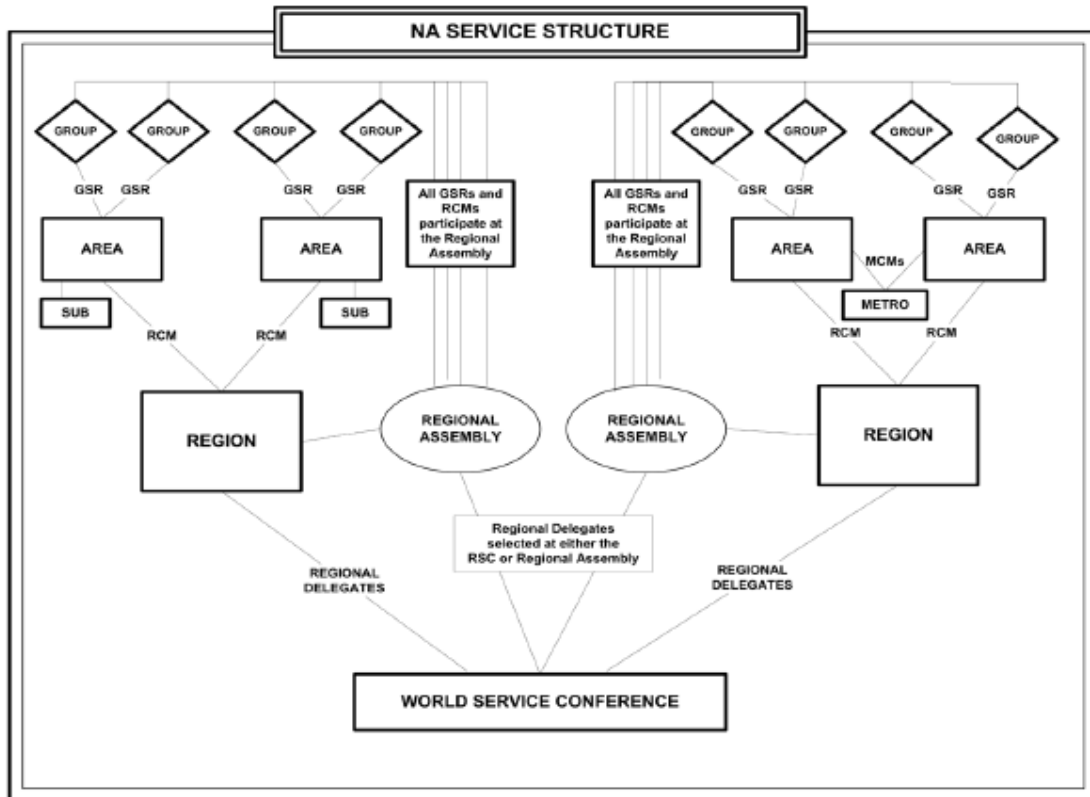 NA SERVICE STRUCTURE
GROUP
GROUP
GROUP
GROUP
GROUP
GROUP
GROUP
GROUP
GSR
GSR
GSR
GSR
GSR
GSR
GSR
GSR
All GSRs and
RCMs
participate at
the Regional
Assembly
All GSRs and
RCMs
participate at
the Regional
Assembly
AREA
AREA
AREA
AREA
MCMs
SUB
SUB
METRO
RCM
RCM
RCM
RCM
REGION
REGIONAL
ASSEMBLY
REGIONAL
ASSEMBLY
REGION
Regional Delegates
selected at either the
RSC or Regional Assembly
REGIONAL
DELEGATES
REGIONAL
DELEGATES
WORLD SERVICE CONFERENCE